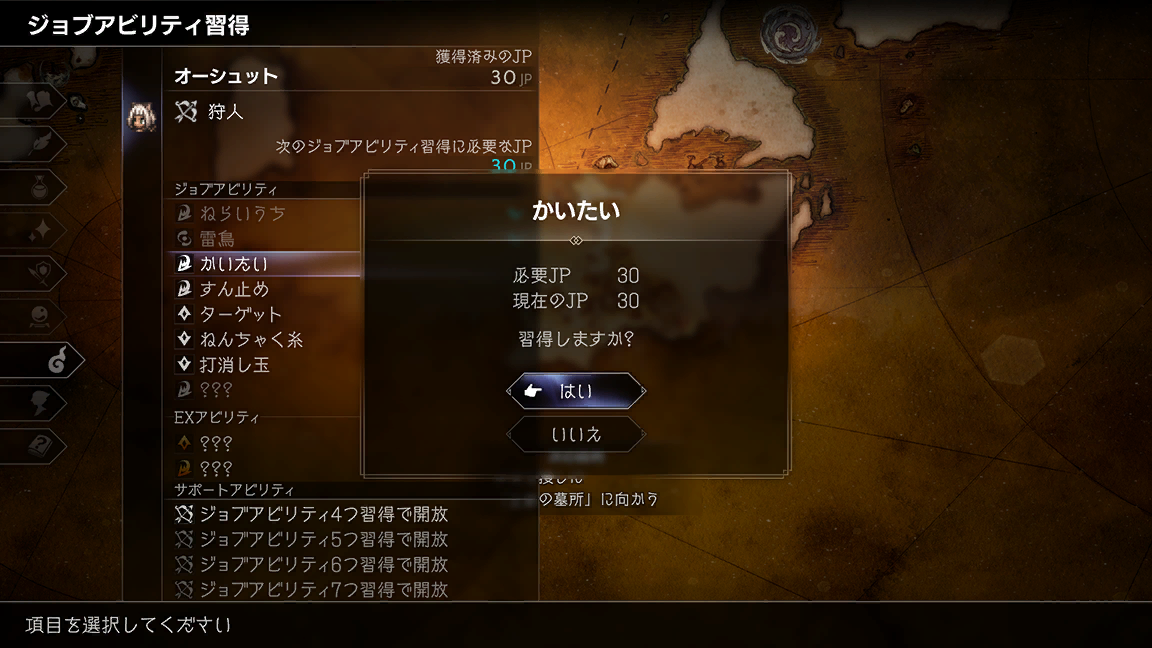 ジョブアビリティ習得
獲得済みのJP
オーシュット
30 JP
狩人
次のジョブアビリティ習得に必要なJP
30 JP
ジョブアビリティ
ねらいうち
雷鳥
かいたい
すん止め
ターゲット
ねんちゃく糸
打消し玉
???
EXアビリティ
???
???
サポートアビリティ
ジョブアビリティ4つ習得で開放
ジョブアビリティ5つ習得で開放
ジョブアビリティ6つ習得で開放
ジョブアビリティ7つ習得で開放
かいたい
必要JP 30
現在のJP 30
習得しますか?
はい
いいえ
の墓所」に向かう
項目を選択してください